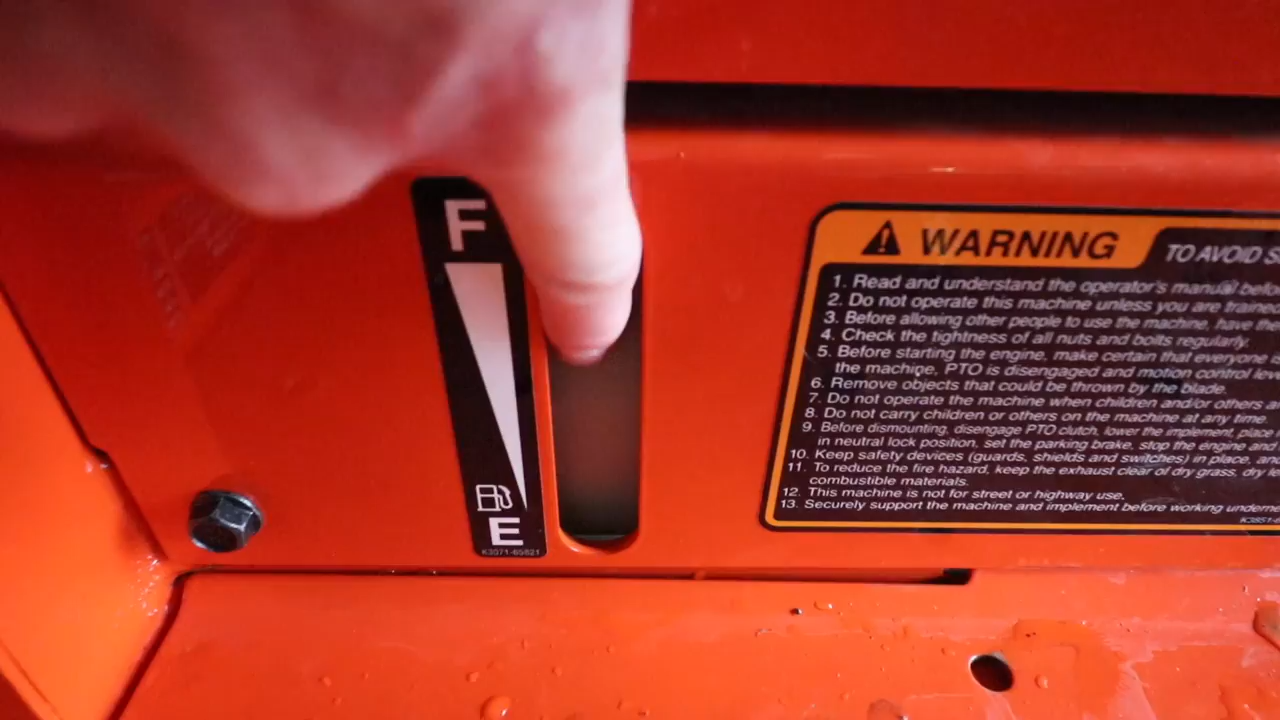 F
E
K3071-65821
WARNING
TO AVOID
1. Read and understand the operator's manual
2. Do not operate this machine unless you are trained
3. Before allowing other people to use the machine, have
4. Check the tightness of all nuts and bolts regularly.
5. Before starting the engine, make certain that everyone
the machine, PTO is disengaged and motion control
6. Remove objects that could be thrown by the blade.
7. Do not operate the machine when children and/or others
8. Do not carry children or others on the machine at any time.
9. Before dismounting, disengage PTO clutch, lower the implement, place
in neutral lock position, set the parking brake, stop the engine and
10. Keep safety devices (guards, shields and switches) in place,
11. To reduce the fire hazard, keep the exhaust clear of dry grass, dry
combustible materials.
12. This machine is not for street or highway use.
13. Securely support the machine and implement before working